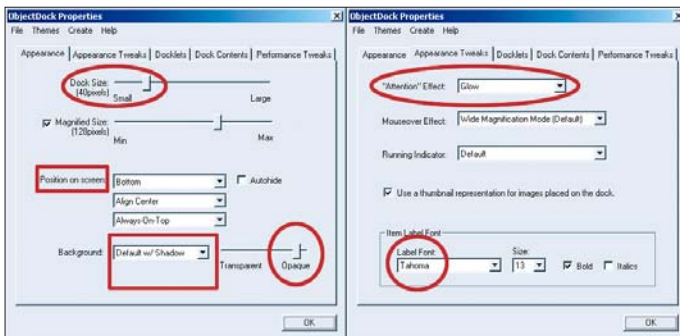 ObjectDock Properties
File Themes Create Help
Appearance Appearance Tweaks Docklets Dock Contents Performance Tweaks
Dock Size:
(40pixels)
Small Large
Magnified Size:
(128pixels)
Min Max
Position on screen: Bottom Autohide
Align Center
Always-On-Top
Background: Default w/ Shadow
Transparent Opaque
OK
ObjectDock Properties
File Themes Create Help
Appearance Appearance Tweaks Docklets Dock Contents Performance Tweaks
"Attention" Effect: Glow
Mouseover Effect: Wide Magnification Mode (Default)
Running Indicator: Default
Use a thumbnail representation for images placed on the dock.
Item Label Font
Label Font: Size:
Tahoma 13 Bold Italics
OK